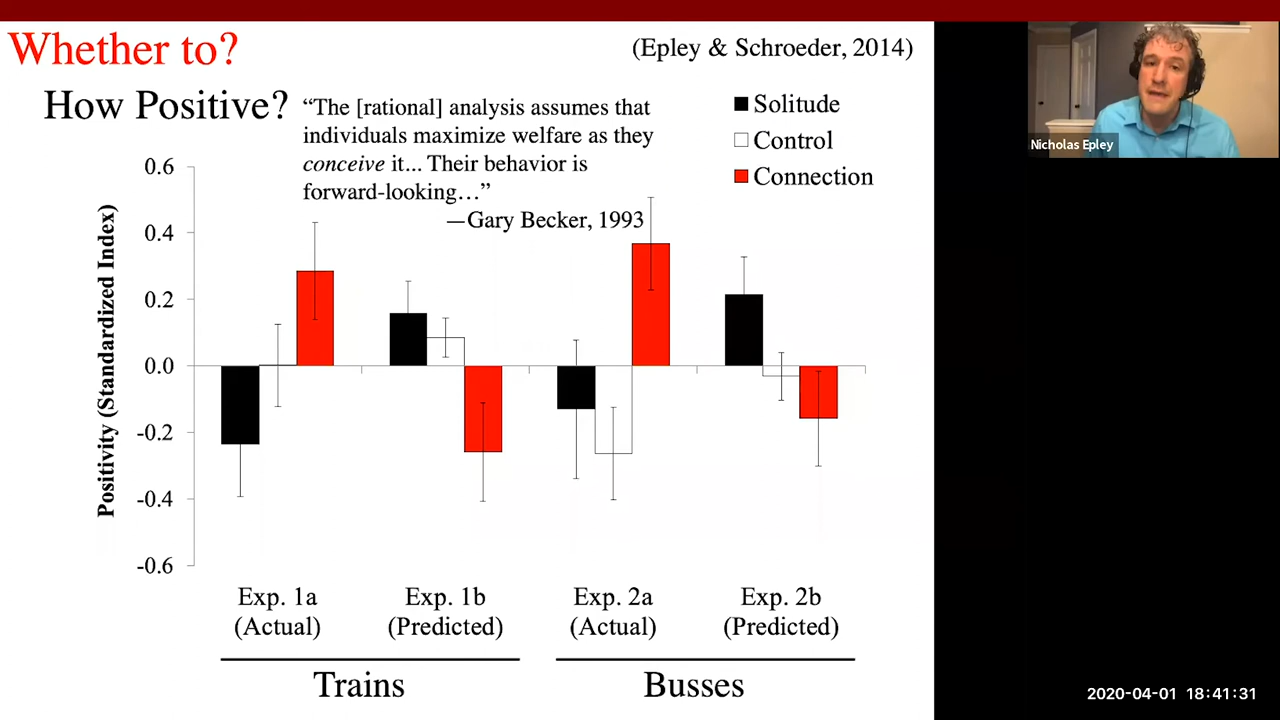 Whether to?
(Epley & Schroeder, 2014)
How Positive?
“The [rational] analysis assumes that
individuals maximize welfare as they
conceive it... Their behavior is
forward-looking…”
—Gary Becker, 1993
Solitude
Control
Connection
Nicholas Epley
Positivity (Standardized Index)
0.6
0.4
0.2
0.0
-0.2
-0.4
-0.6
Exp. 1a
(Actual)
Exp. 1b
(Predicted)
Exp. 2a
(Actual)
Exp. 2b
(Predicted)
Trains
Busses
2020-04-01 18:41:31